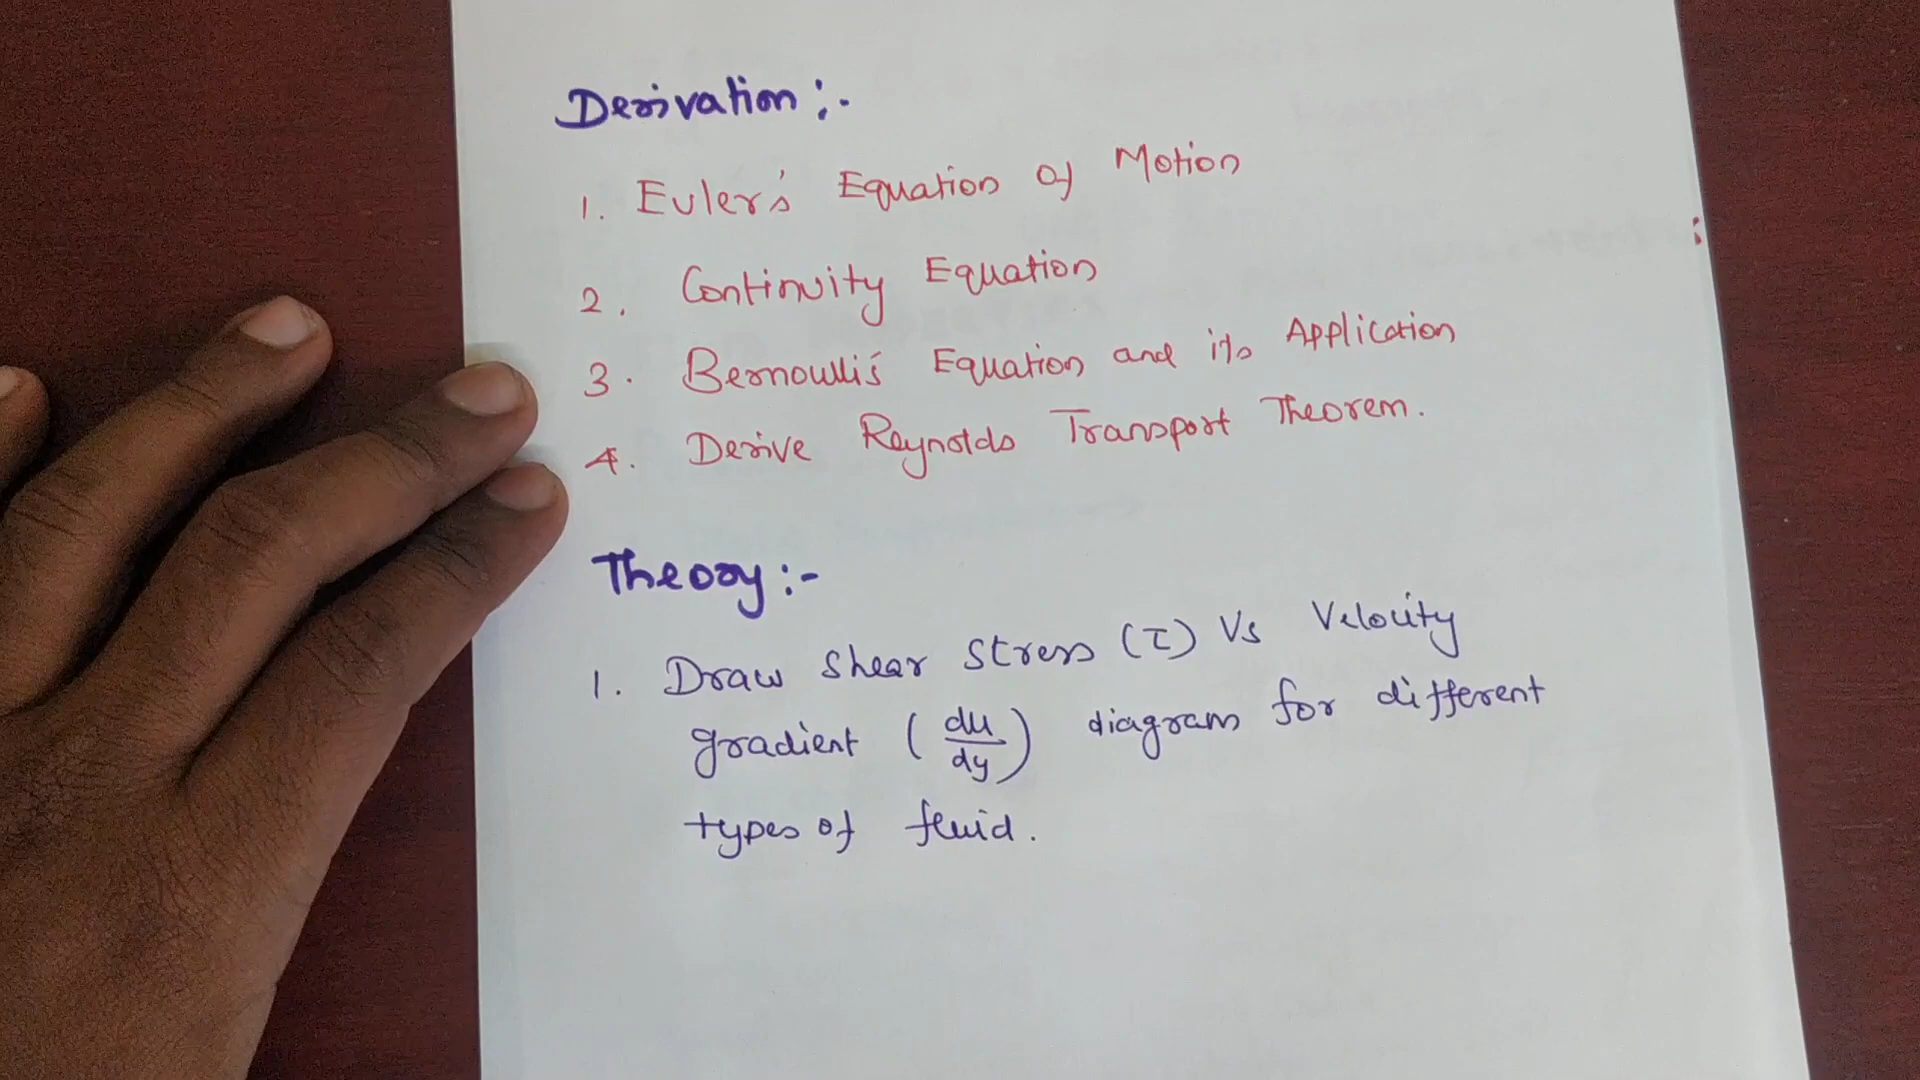 Derivation :-
1. Euler's Equation of Motion
2. Continuity Equation
3. Bernoulli's Equation and its Application
4. Derive Reynolds Transport Theorem.
Theory :-
1. Draw shear stress (τ) Vs Velocity
gradient (du/dy) diagram for different
types of fluid.